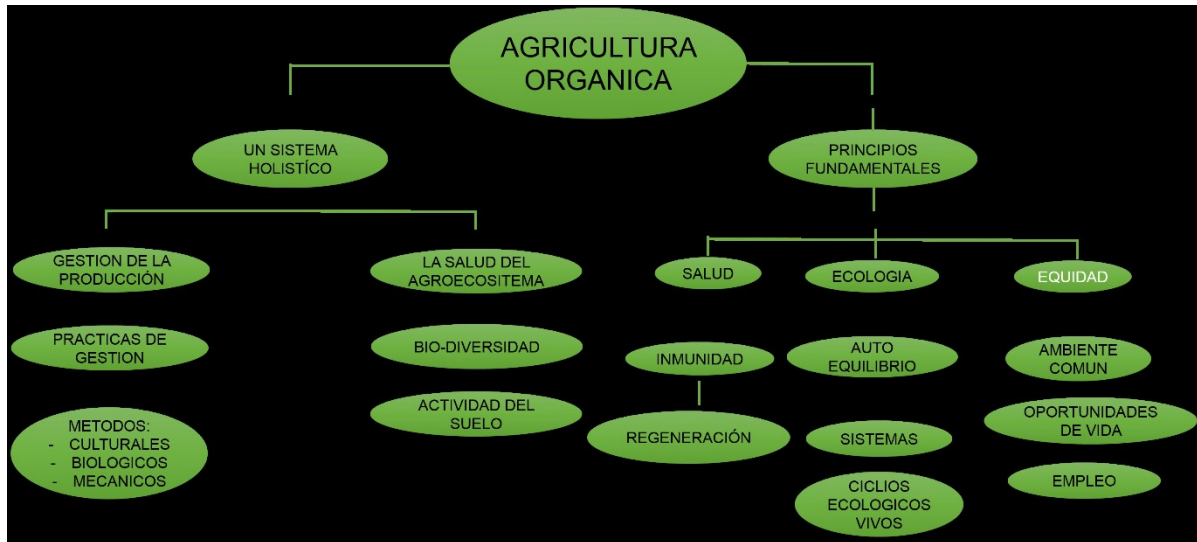 AGRICULTURA
ORGANICA
UN SISTEMA
HOLISTÍCO
PRINCIPIOS
FUNDAMENTALES
GESTION DE LA
PRODUCCIÓN
LA SALUD DEL
AGROECOSITEMA
SALUD
ECOLOGIA
EQUIDAD
PRACTICAS DE
GESTION
BIO-DIVERSIDAD
INMUNIDAD
AUTO
EQUILIBRIO
AMBIENTE
COMUN
METODOS:
- CULTURALES
- BIOLOGICOS
- MECANICOS
ACTIVIDAD DEL
SUELO
REGENERACIÓN
SISTEMAS
OPORTUNIDADES
DE VIDA
CICLIOS
ECOLOGICOS
VIVOS
EMPLEO